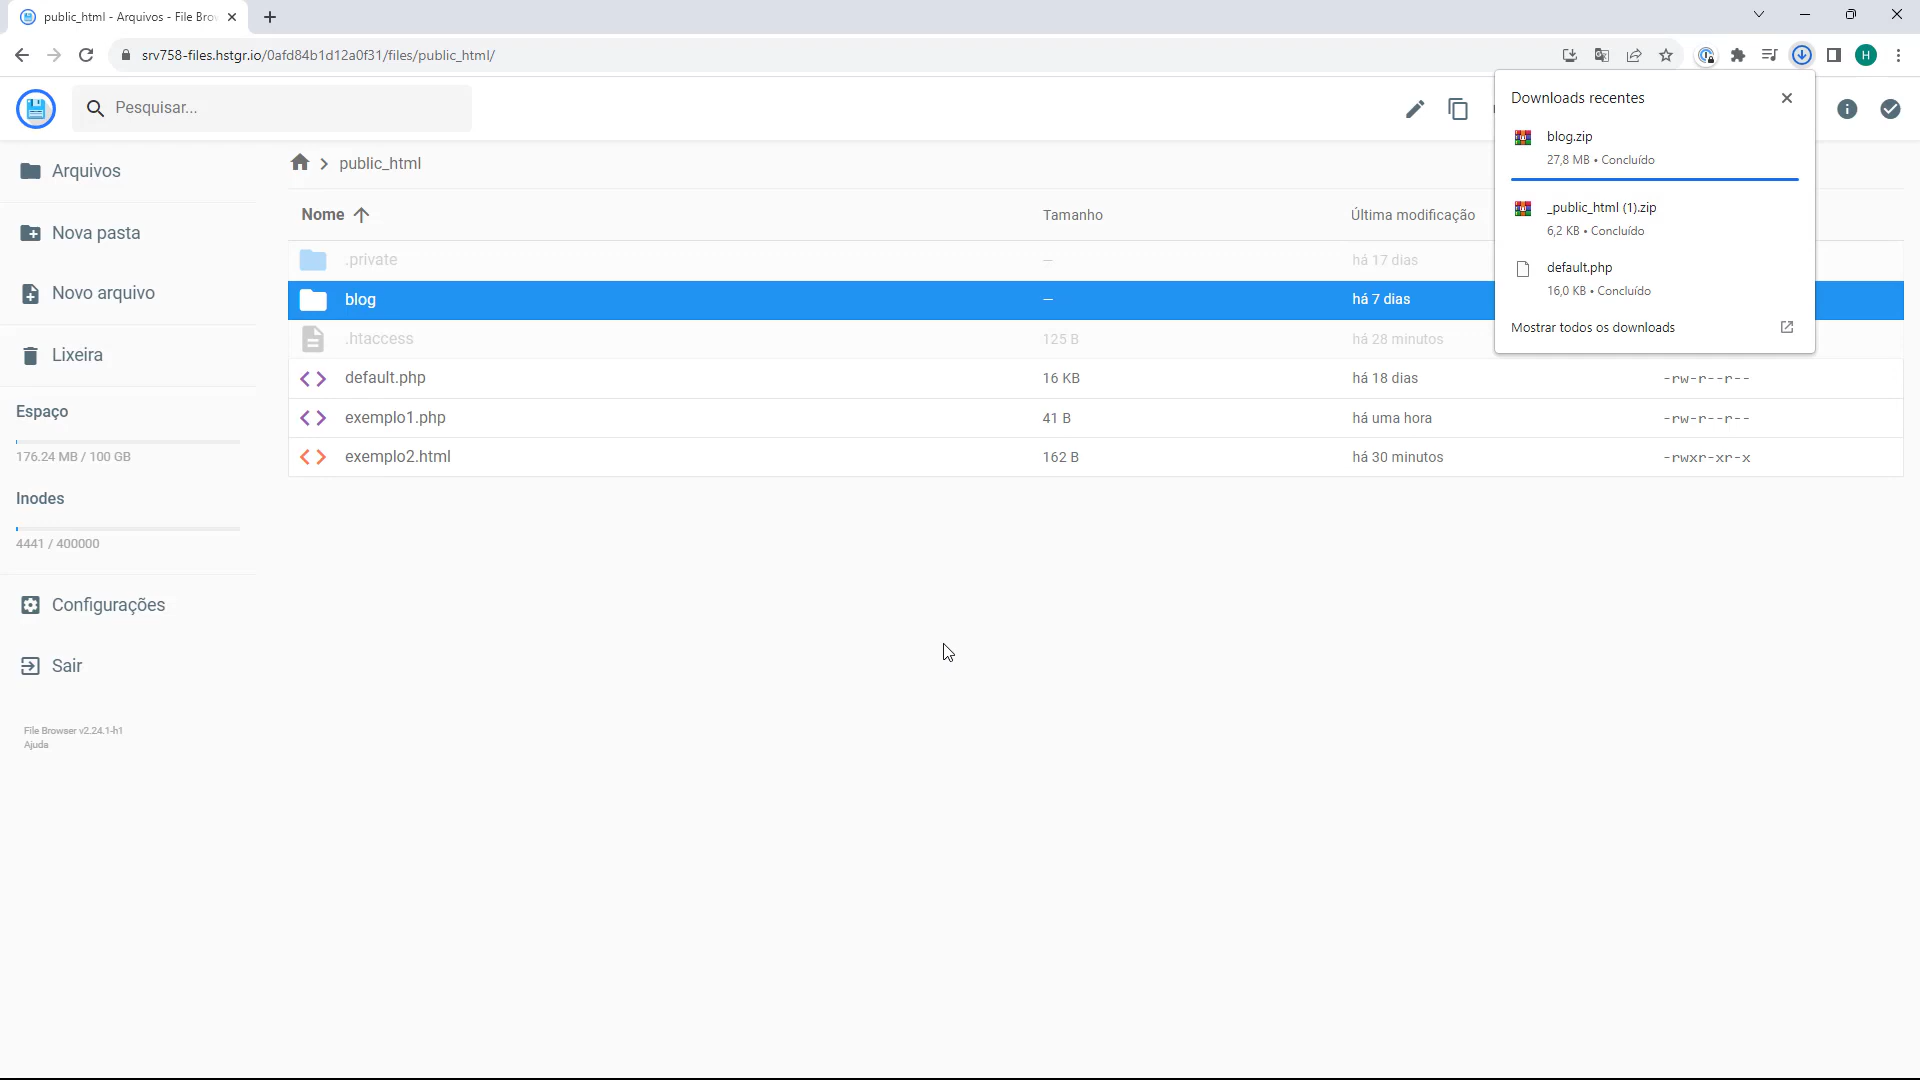 public_html - Arquivos - File Brow
srv758-files.hstgr.io/0afd84b1d12a0f31/files/public_html/
H
Pesquisar...
Downloads recentes
blog.zip
27,8 MB • Concluído
_public_html (1).zip
6,2 KB • Concluído
default.php
16,0 KB • Concluído
Mostrar todos os downloads
Arquivos
Nova pasta
Novo arquivo
Lixeira
Espaço
176.24 MB / 100 GB
Inodes
4441 / 400000
Configurações
Sair
File Browser v2.24.1-h1
Ajuda
public_html
Nome Tamanho Última modificação
.private — há 17 dias
blog — há 7 dias
.htaccess 125 B há 28 minutos
default.php 16 KB há 18 dias -rw-r--r--
exemplo1.php 41 B há uma hora -rw-r--r--
exemplo2.html 162 B há 30 minutos -rwxr-xr-x